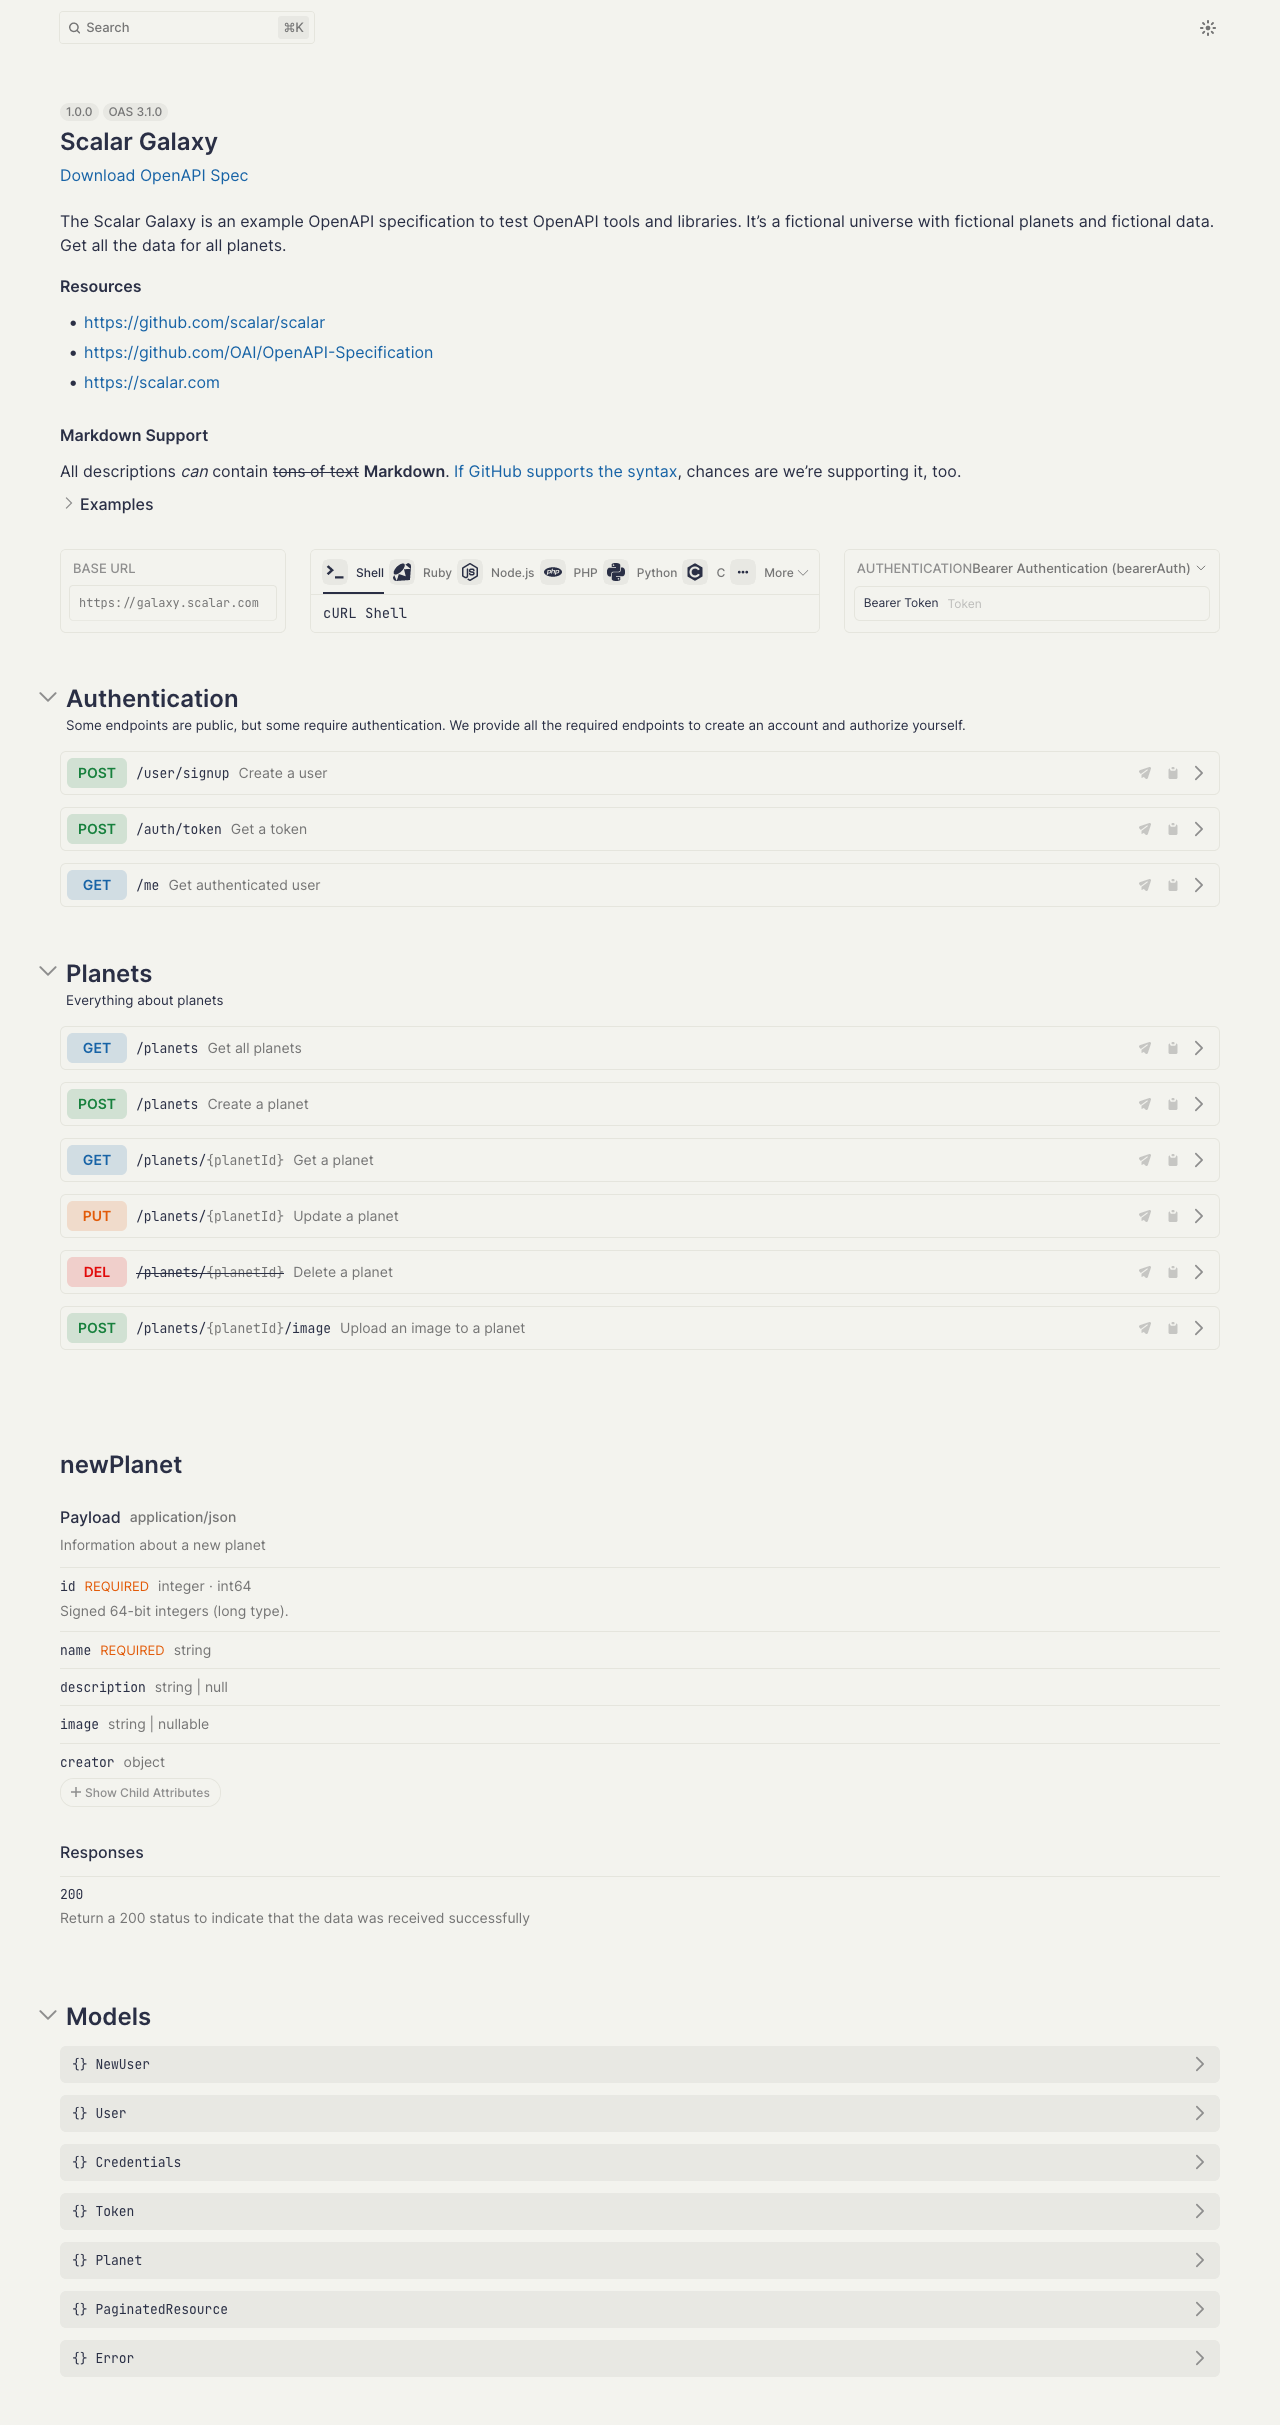 Search ⌘K
1.0.0 OAS 3.1.0
Scalar Galaxy
Download OpenAPI Spec
The Scalar Galaxy is an example OpenAPI specification to test OpenAPI tools and libraries. It’s a fictional universe with fictional planets and fictional data.
Get all the data for all planets.
Resources
• https://github.com/scalar/scalar
• https://github.com/OAI/OpenAPI-Specification
• https://scalar.com
Markdown Support
All descriptions can contain tons of text Markdown. If GitHub supports the syntax, chances are we’re supporting it, too.
Examples
BASE URL
https://galaxy.scalar.com
Shell Ruby Node.js PHP Python C More
cURL Shell
AUTHENTICATION Bearer Authentication (bearerAuth)
Bearer Token Token
Authentication
Some endpoints are public, but some require authentication. We provide all the required endpoints to create an account and authorize yourself.
POST /user/signup Create a user
POST /auth/token Get a token
GET /me Get authenticated user
Planets
Everything about planets
GET /planets Get all planets
POST /planets Create a planet
GET /planets/{planetId} Get a planet
PUT /planets/{planetId} Update a planet
DEL /planets/{planetId} Delete a planet
POST /planets/{planetId}/image Upload an image to a planet
newPlanet
Payload application/json
Information about a new planet
id REQUIRED integer · int64
Signed 64-bit integers (long type).
name REQUIRED string
description string | null
image string | nullable
creator object
+ Show Child Attributes
Responses
200
Return a 200 status to indicate that the data was received successfully
Models
{} NewUser
{} User
{} Credentials
{} Token
{} Planet
{} PaginatedResource
{} Error